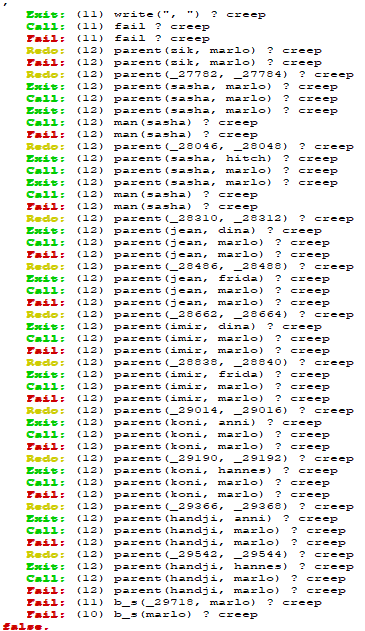 ,
Exit: (11) write(", ") ? creep
Call: (11) fail ? creep
Fail: (11) fail ? creep
Redo: (12) parent(zik, marlo) ? creep
Fail: (12) parent(zik, marlo) ? creep
Redo: (12) parent(_27782, _27784) ? creep
Exit: (12) parent(sasha, marlo) ? creep
Call: (12) parent(sasha, marlo) ? creep
Exit: (12) parent(sasha, marlo) ? creep
Call: (12) man(sasha) ? creep
Fail: (12) man(sasha) ? creep
Redo: (12) parent(_28046, _28048) ? creep
Exit: (12) parent(sasha, hitch) ? creep
Call: (12) parent(sasha, marlo) ? creep
Exit: (12) parent(sasha, marlo) ? creep
Call: (12) man(sasha) ? creep
Fail: (12) man(sasha) ? creep
Redo: (12) parent(_28310, _28312) ? creep
Exit: (12) parent(jean, dina) ? creep
Call: (12) parent(jean, marlo) ? creep
Fail: (12) parent(jean, marlo) ? creep
Redo: (12) parent(_28486, _28488) ? creep
Exit: (12) parent(jean, frida) ? creep
Call: (12) parent(jean, marlo) ? creep
Fail: (12) parent(jean, marlo) ? creep
Redo: (12) parent(_28662, _28664) ? creep
Exit: (12) parent(imir, dina) ? creep
Call: (12) parent(imir, marlo) ? creep
Fail: (12) parent(imir, marlo) ? creep
Redo: (12) parent(_28838, _28840) ? creep
Exit: (12) parent(imir, frida) ? creep
Call: (12) parent(imir, marlo) ? creep
Fail: (12) parent(imir, marlo) ? creep
Redo: (12) parent(_29014, _29016) ? creep
Exit: (12) parent(koni, anni) ? creep
Call: (12) parent(koni, marlo) ? creep
Fail: (12) parent(koni, marlo) ? creep
Redo: (12) parent(_29190, _29192) ? creep
Exit: (12) parent(koni, hannes) ? creep
Call: (12) parent(koni, marlo) ? creep
Fail: (12) parent(koni, marlo) ? creep
Redo: (12) parent(_29366, _29368) ? creep
Exit: (12) parent(handji, anni) ? creep
Call: (12) parent(handji, marlo) ? creep
Fail: (12) parent(handji, marlo) ? creep
Redo: (12) parent(_29542, _29544) ? creep
Exit: (12) parent(handji, hannes) ? creep
Call: (12) parent(handji, marlo) ? creep
Fail: (12) parent(handji, marlo) ? creep
Fail: (11) b_s(_29718, marlo) ? creep
Fail: (10) b_s(marlo) ? creep
false.